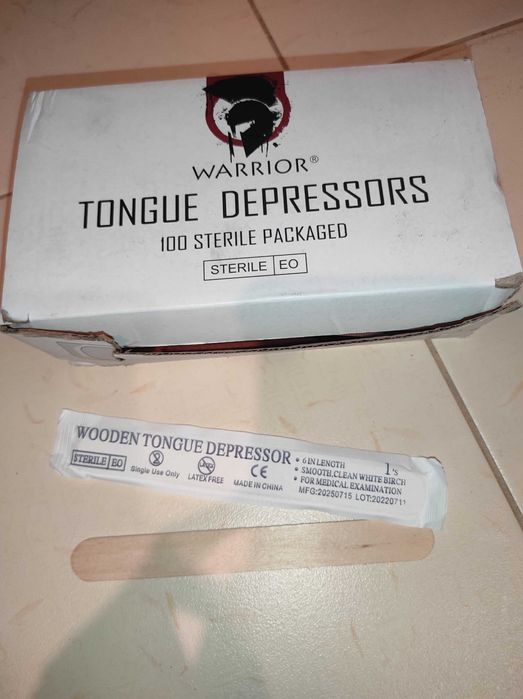 WARRIOR®
TONGUE DEPRESSORS
100 STERILE PACKAGED
STERILE EO
WOODEN TONGUE DEPRESSOR
STERILE EO
Single Use Only
LATEX FREE
CE
MADE IN CHINA
1's
• 6 IN LENGTH
• SMOOTH, CLEAN WHITE BIRCH
• FOR MEDICAL EXAMINATION
MFG:20250715 LOT:20220711